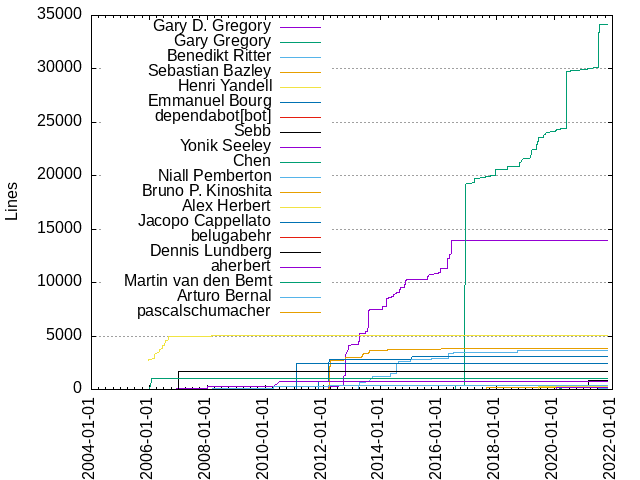 35000
30000
25000
20000
15000
10000
5000
0
Lines
Gary D. Gregory
Gary Gregory
Benedikt Ritter
Sebastian Bazley
Henri Yandell
Emmanuel Bourg
dependabot[bot]
Sebb
Yonik Seeley
Chen
Niall Pemberton
Bruno P. Kinoshita
Alex Herbert
Jacopo Cappellato
belugabehr
Dennis Lundberg
aherbert
Martin van den Bemt
Arturo Bernal
pascalschumacher
2004-01-01
2006-01-01
2008-01-01
2010-01-01
2012-01-01
2014-01-01
2016-01-01
2018-01-01
2020-01-01
2022-01-01